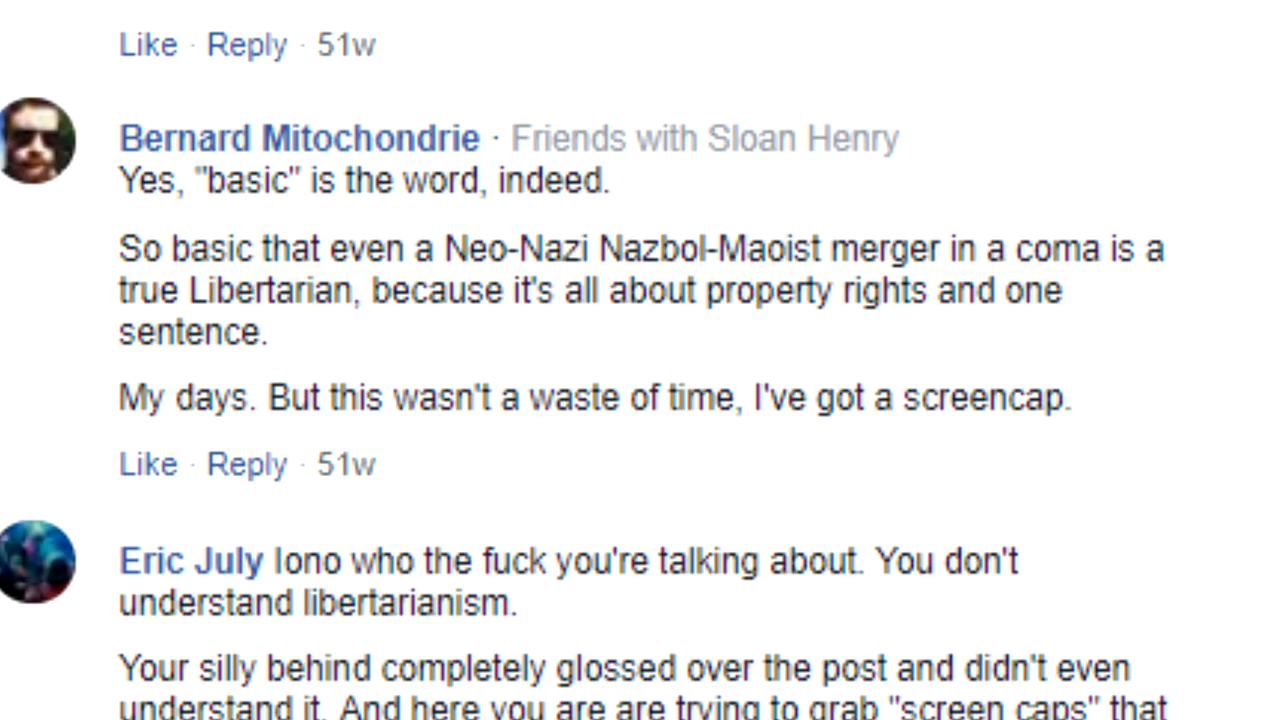 Like · Reply · 51w
Bernard Mitochondrie · Friends with Sloan Henry
Yes, "basic" is the word, indeed.
So basic that even a Neo-Nazi Nazbol-Maoist merger in a coma is a
true Libertarian, because it's all about property rights and one
sentence.
My days. But this wasn't a waste of time, I've got a screencap.
Like · Reply · 51w
Eric July Iono who the fuck you're talking about. You don't
understand libertarianism.
Your silly behind completely glossed over the post and didn't even
understand it. And here you are are trying to grab "screen caps" that